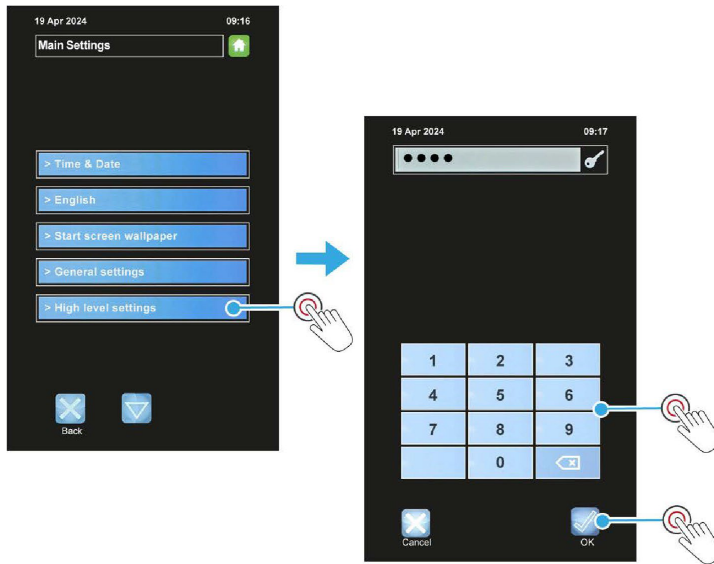 19 Apr 2024 09:16
Main Settings
> Time & Date
> English
> Start screen wallpaper
> General settings
> High level settings
Back
19 Apr 2024 09:17
1 2 3
4 5 6
7 8 9
0
Cancel OK